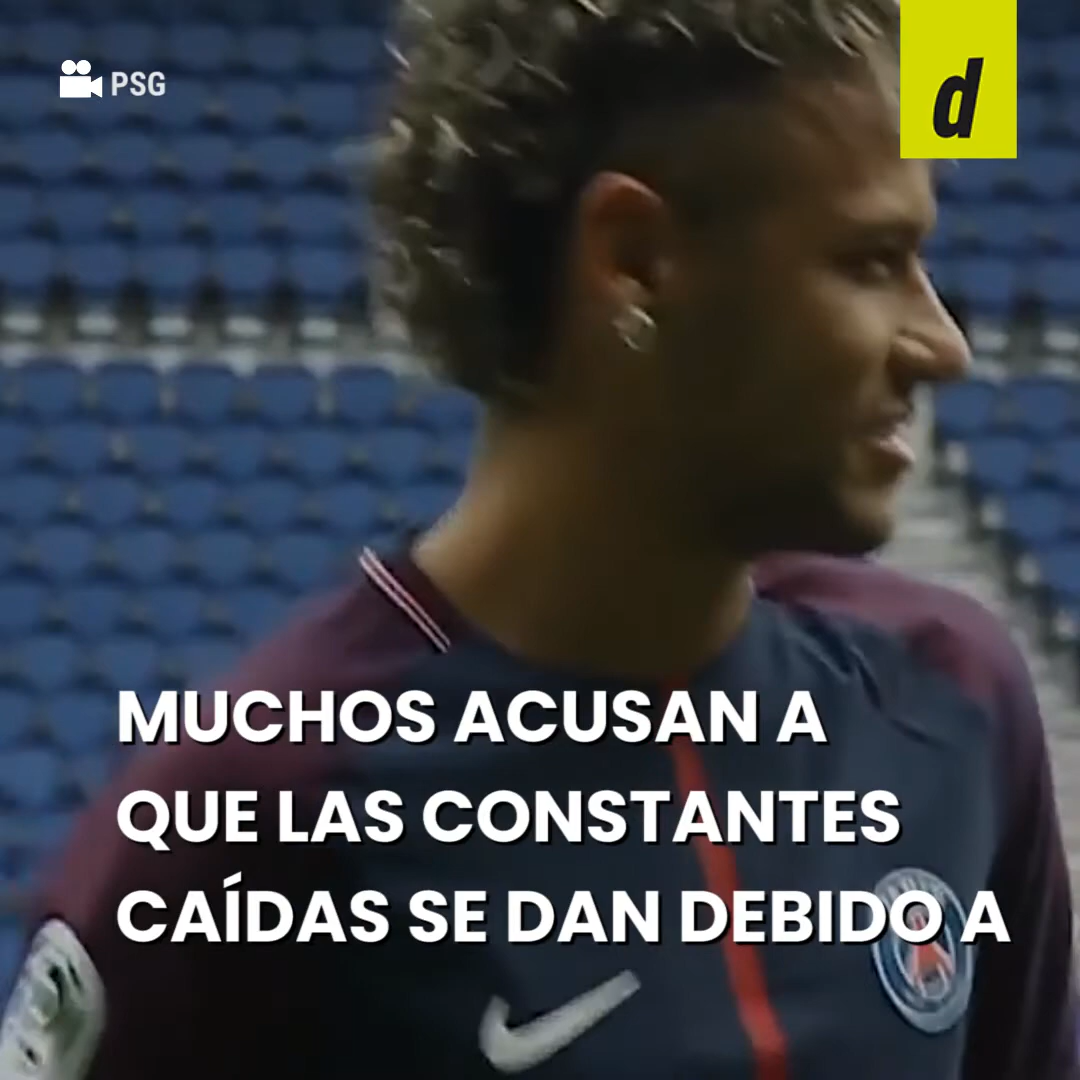 PSG
d
MUCHOS ACUSAN A
QUE LAS CONSTANTES
CAÍDAS SE DAN DEBIDO A